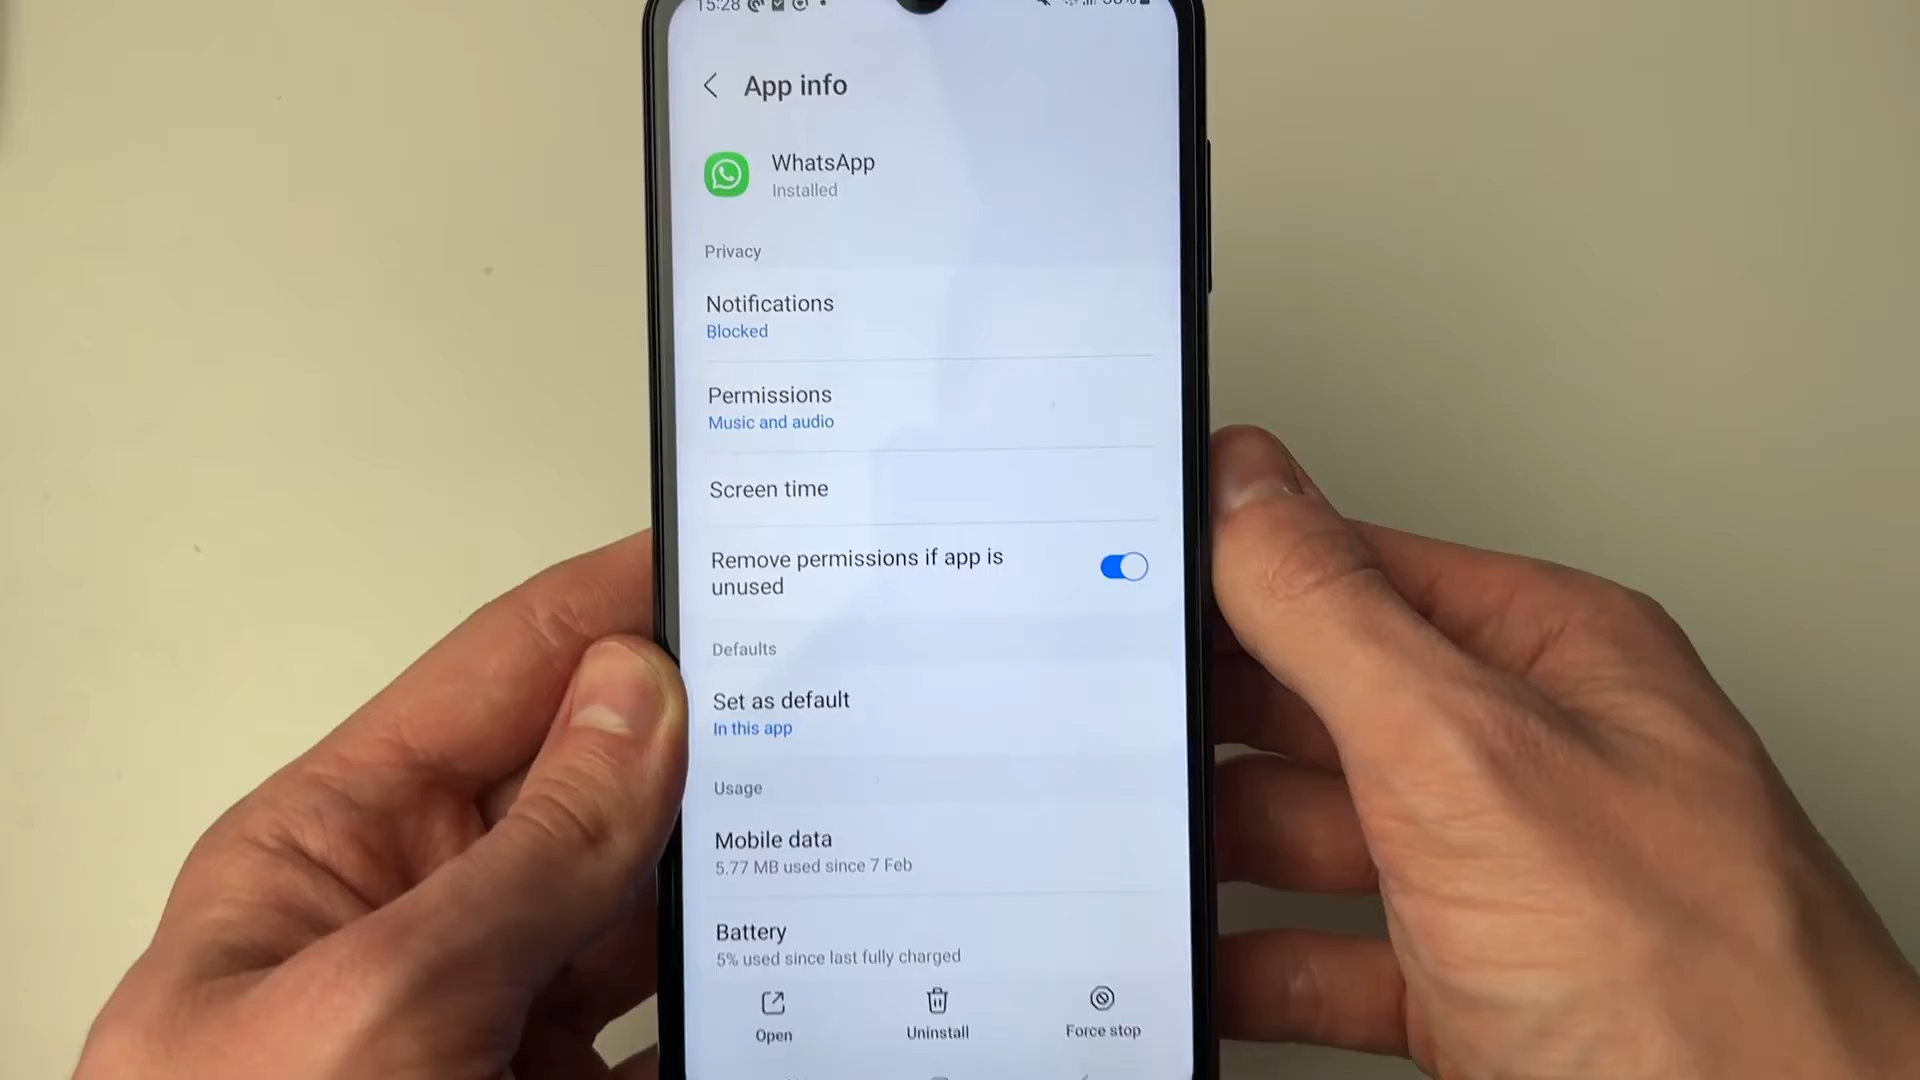 15:28
App info
WhatsApp
Installed
Privacy
Notifications
Blocked
Permissions
Music and audio
Screen time
Remove permissions if app is
unused
Defaults
Set as default
In this app
Usage
Mobile data
5.77 MB used since 7 Feb
Battery
5% used since last fully charged
Open
Uninstall
Force stop